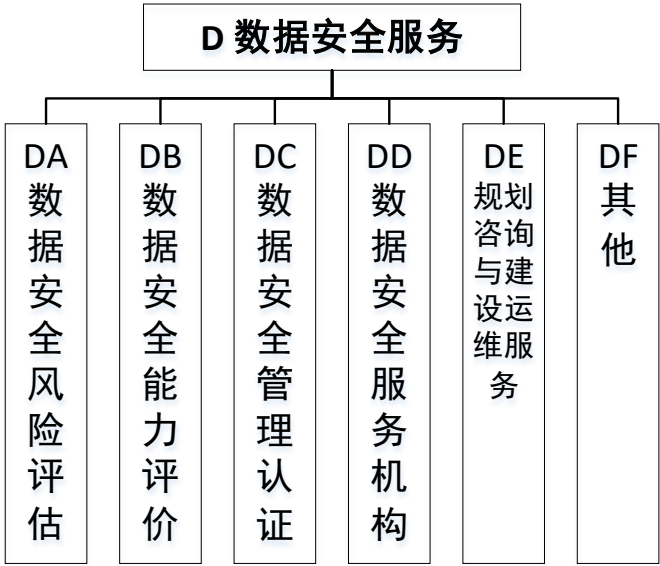 D 数据安全服务
DA
数据安全风险评估
DB
数据安全能力评价
DC
数据安全管理认证
DD
数据安全服务机构
DE
规划
咨询
与建
设运
维服
务
DF
其他